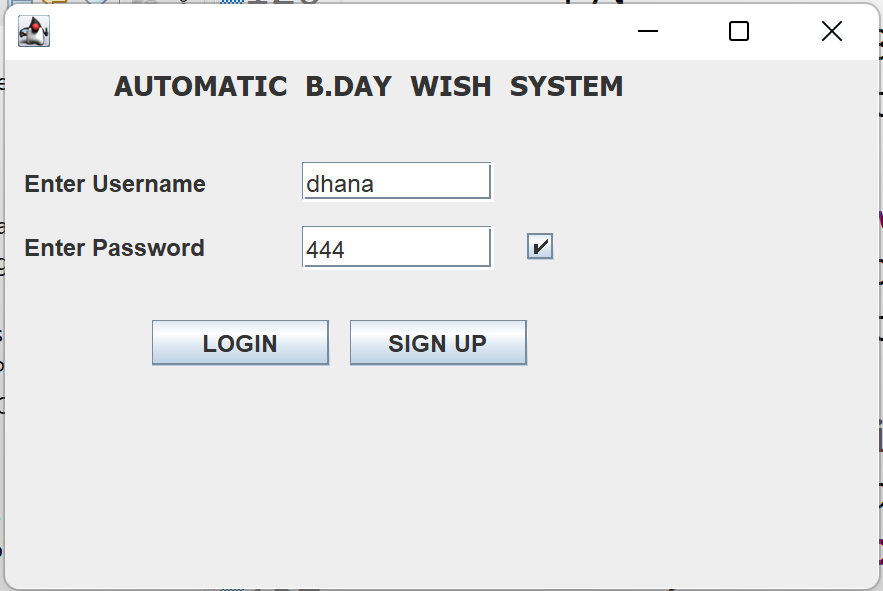 AUTOMATIC B.DAY WISH SYSTEM
Enter Username dhana
Enter Password 444
LOGIN SIGN UP